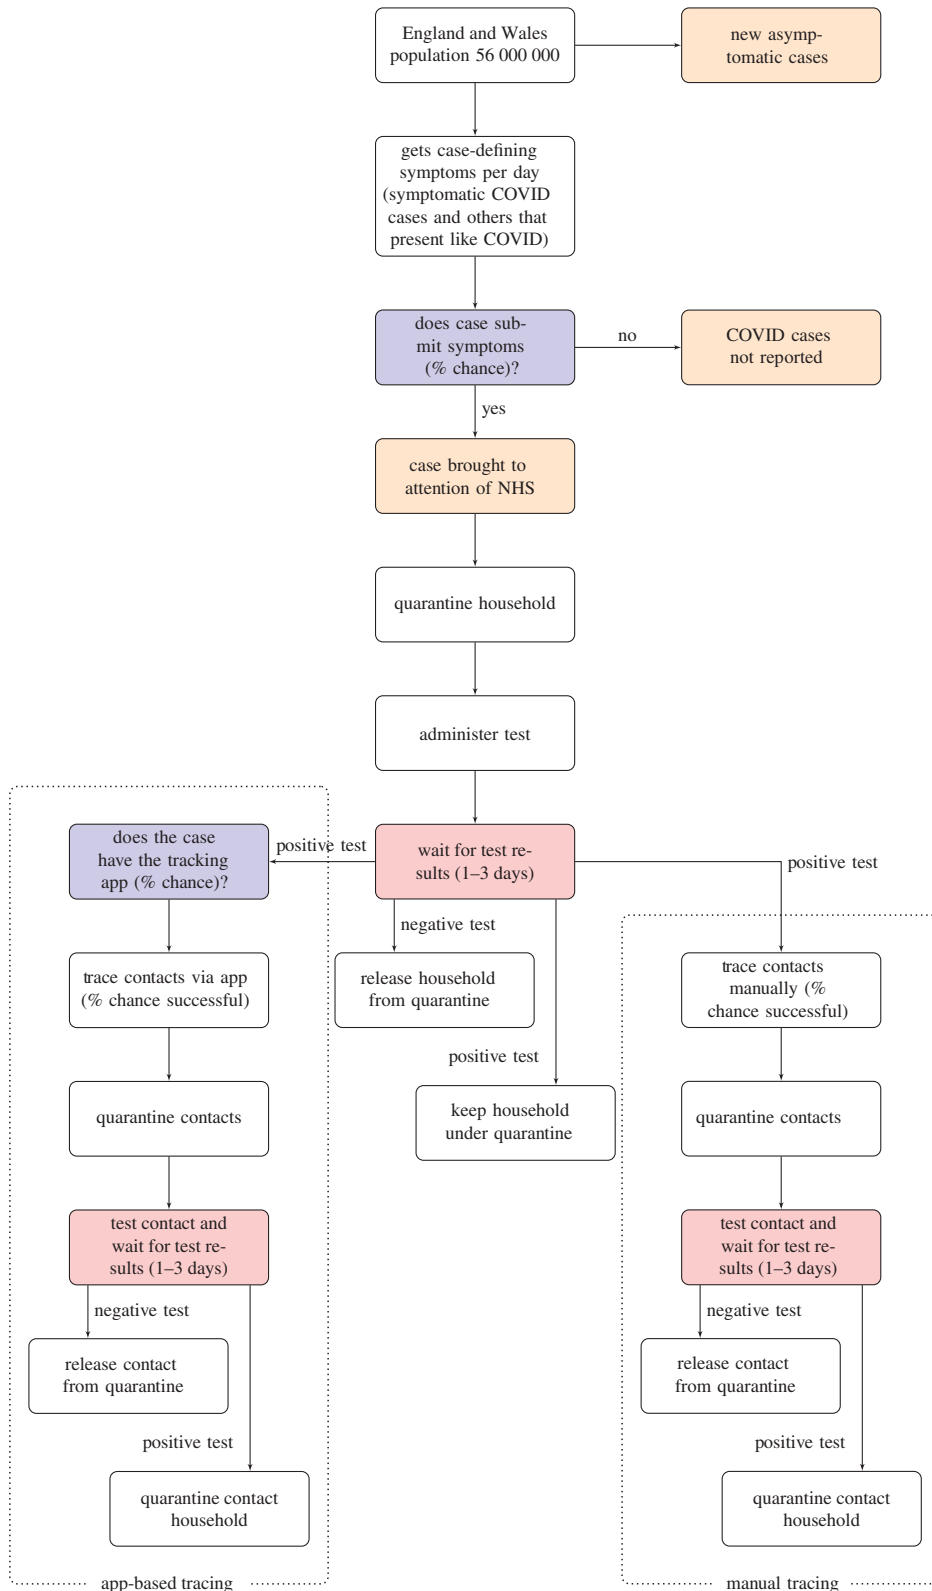 England and Wales
population 56 000 000
new asymp-
tomatic cases
gets case-defining
symptoms per day
(symptomatic COVID
cases and others that
present like COVID)
does case sub-
mit symptoms
(% chance)?
no
COVID cases
not reported
yes
case brought to
attention of NHS
quarantine household
administer test
does the case
have the tracking
app (% chance)?
positive test
wait for test re-
sults (1–3 days)
positive test
negative test
trace contacts via app
(% chance successful)
release household
from quarantine
trace contacts
manually (%
chance successful)
positive test
quarantine contacts
keep household
under quarantine
quarantine contacts
test contact and
wait for test re-
sults (1–3 days)
test contact and
wait for test re-
sults (1–3 days)
negative test
negative test
release contact
from quarantine
release contact
from quarantine
positive test
positive test
quarantine contact
household
quarantine contact
household
app-based tracing
manual tracing